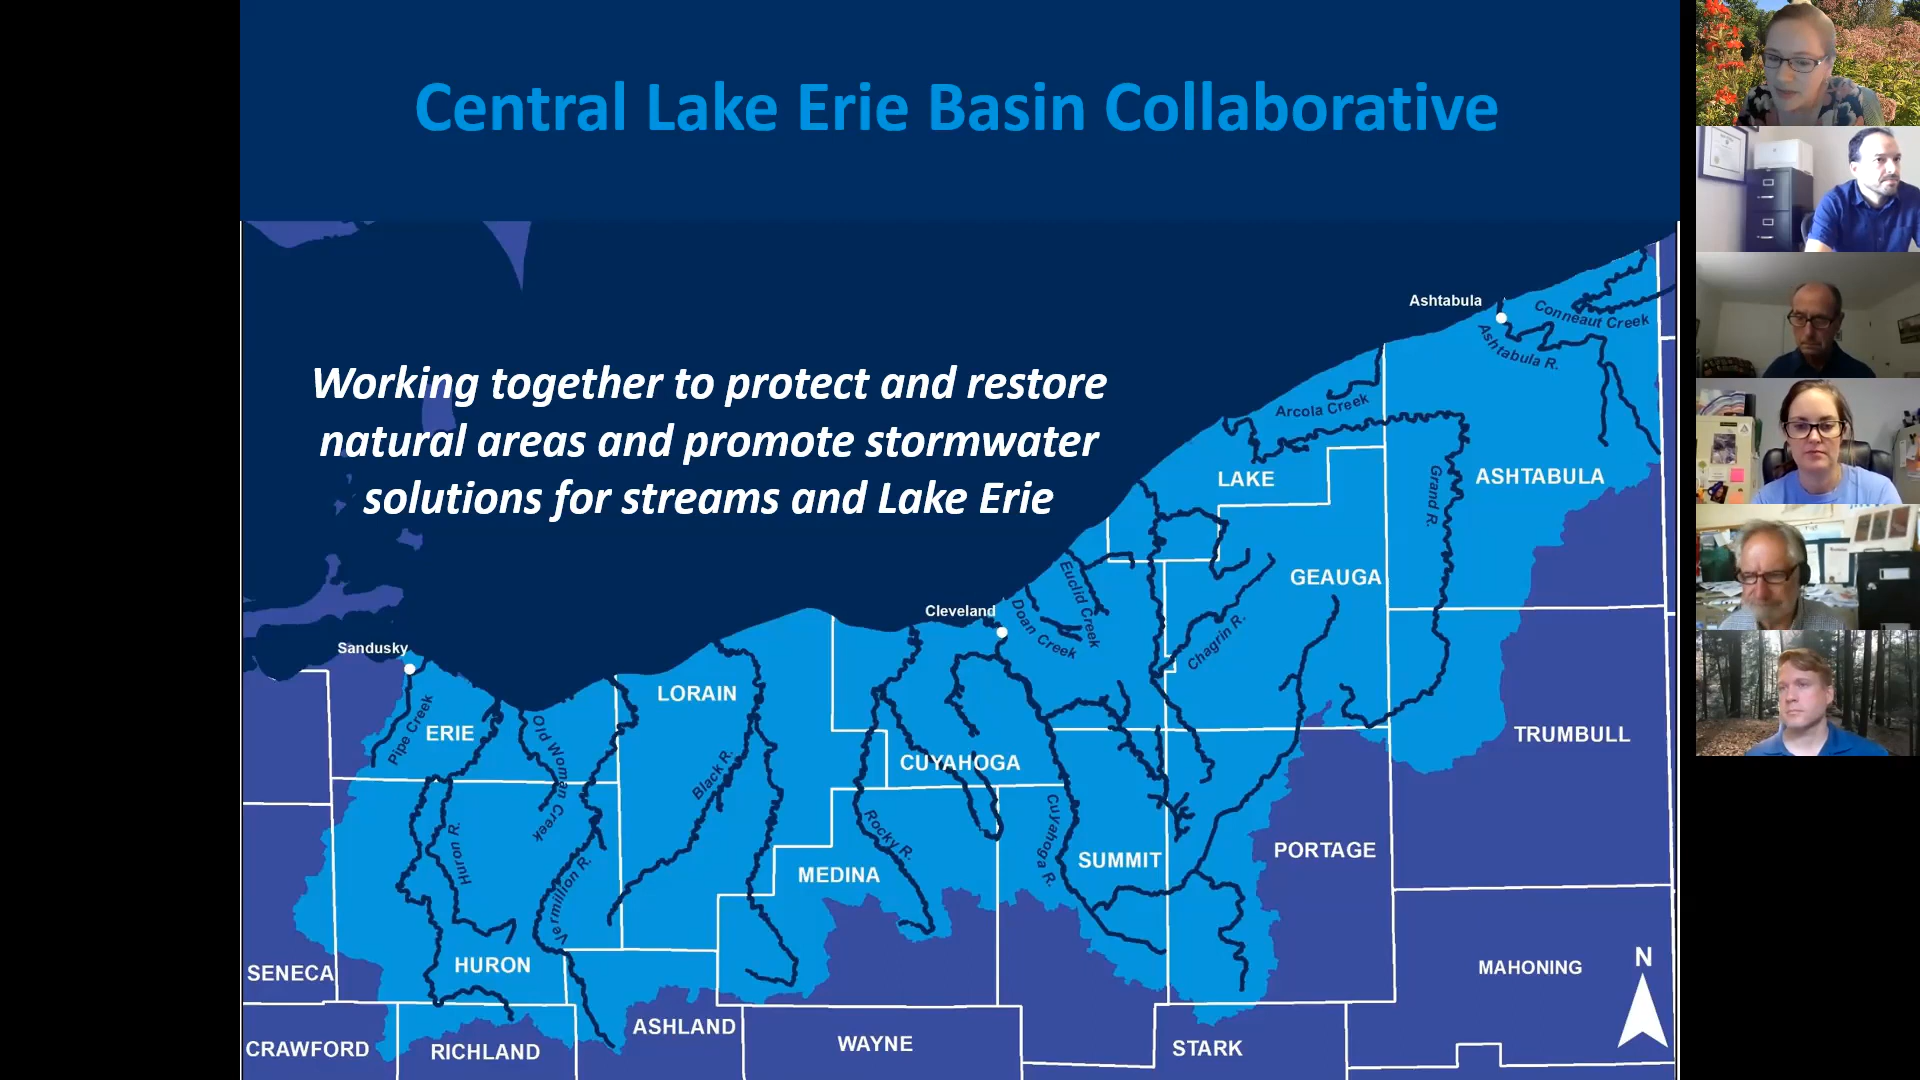 Central Lake Erie Basin Collaborative
Working together to protect and restore
natural areas and promote stormwater
solutions for streams and Lake Erie
Ashtabula
Conneaut Creek
Ashtabula R.
Arcola Creek
LAKE
Grand R.
ASHTABULA
Euclid Creek
GEAUGA
Cleveland
Doan Creek
Chagrin R.
Sandusky
LORAIN
Pipe Creek
ERIE
Old Woman Creek
TRUMBULL
CUYAHOGA
Black R.
Huron R.
Rocky R.
Cuyahoga R.
PORTAGE
SUMMIT
MEDINA
Vermillion R.
HURON
SENECA
MAHONING
N
ASHLAND
WAYNE
CRAWFORD
RICHLAND
STARK